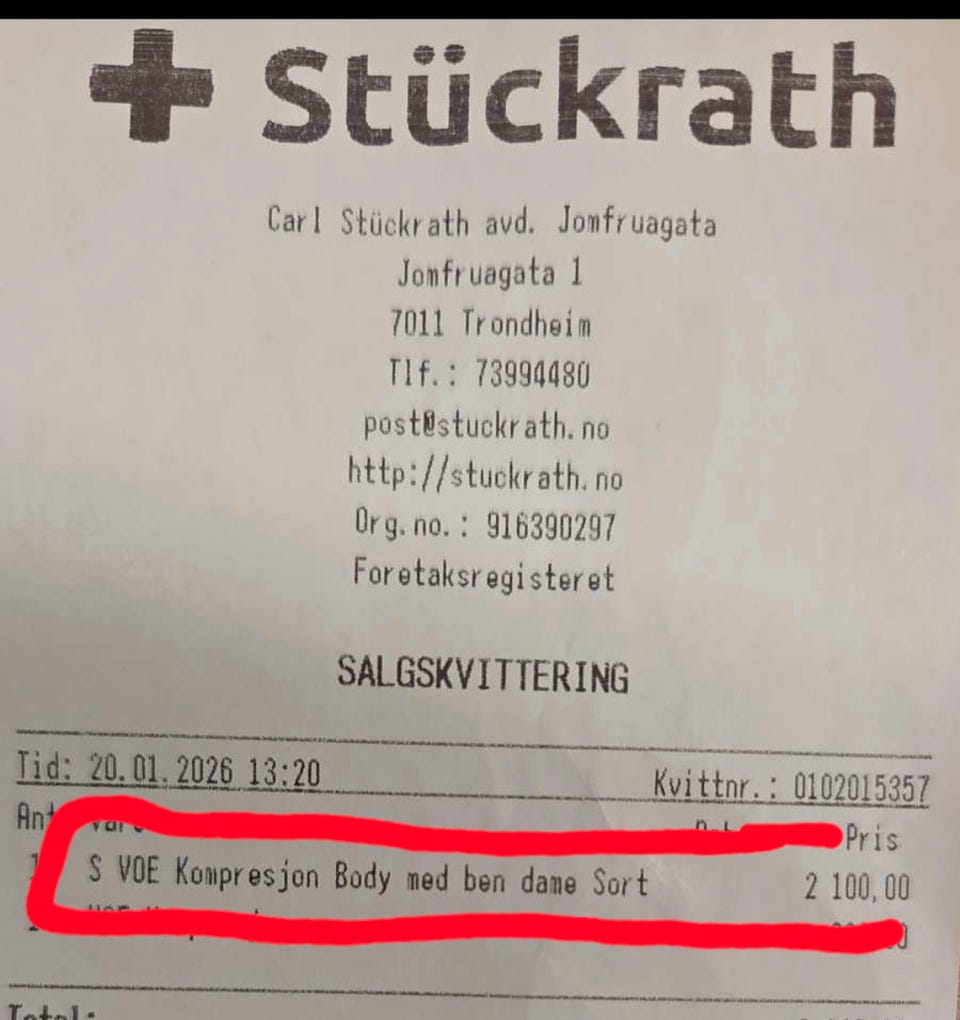 Stückrath
Carl Stückrath avd. Jomfruagata
Jomfruagata 1
7011 Trondheim
Tlf.: 73994480
post@stuckrath.no
http://stuckrath.no
Org.no.: 916390297
Foretaksregisteret
SALGSKVITTERING
Tid: 20.01.2026 13:20 Kvittnr.: 0102015357
Pris
S VOE Kompresjon Body med ben dame Sort 2 100,00
Total: